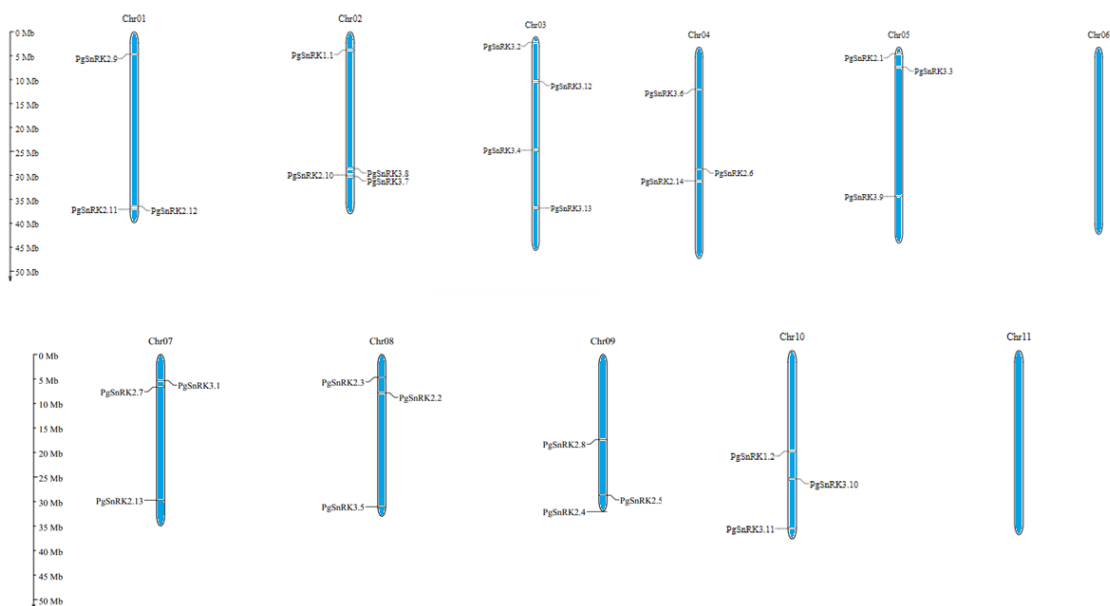 Chr01
Chr02
Chr03
Chr04
Chr05
Chr06
0 Mb
5 Mb
10 Mb
15 Mb
20 Mb
25 Mb
30 Mb
35 Mb
40 Mb
45 Mb
50 Mb
PgSnRK2.9
PgSnRK2.11
PgSnRK2.12
PgSnRK1.1
PgSnRK2.10
PgSnRK3.8
PgSnRK3.7
PgSnRK3.2
PgSnRK3.12
PgSnRK3.4
PgSnRK3.13
PgSnRK3.6
PgSnRK2.6
PgSnRK2.14
PgSnRK2.1
PgSnRK3.3
PgSnRK3.9
Chr07
Chr08
Chr09
Chr10
Chr11
0 Mb
5 Mb
10 Mb
15 Mb
20 Mb
25 Mb
30 Mb
35 Mb
40 Mb
45 Mb
50 Mb
PgSnRK3.1
PgSnRK2.7
PgSnRK2.13
PgSnRK2.3
PgSnRK2.2
PgSnRK3.5
PgSnRK2.8
PgSnRK2.5
PgSnRK2.4
PgSnRK1.2
PgSnRK3.10
PgSnRK3.11